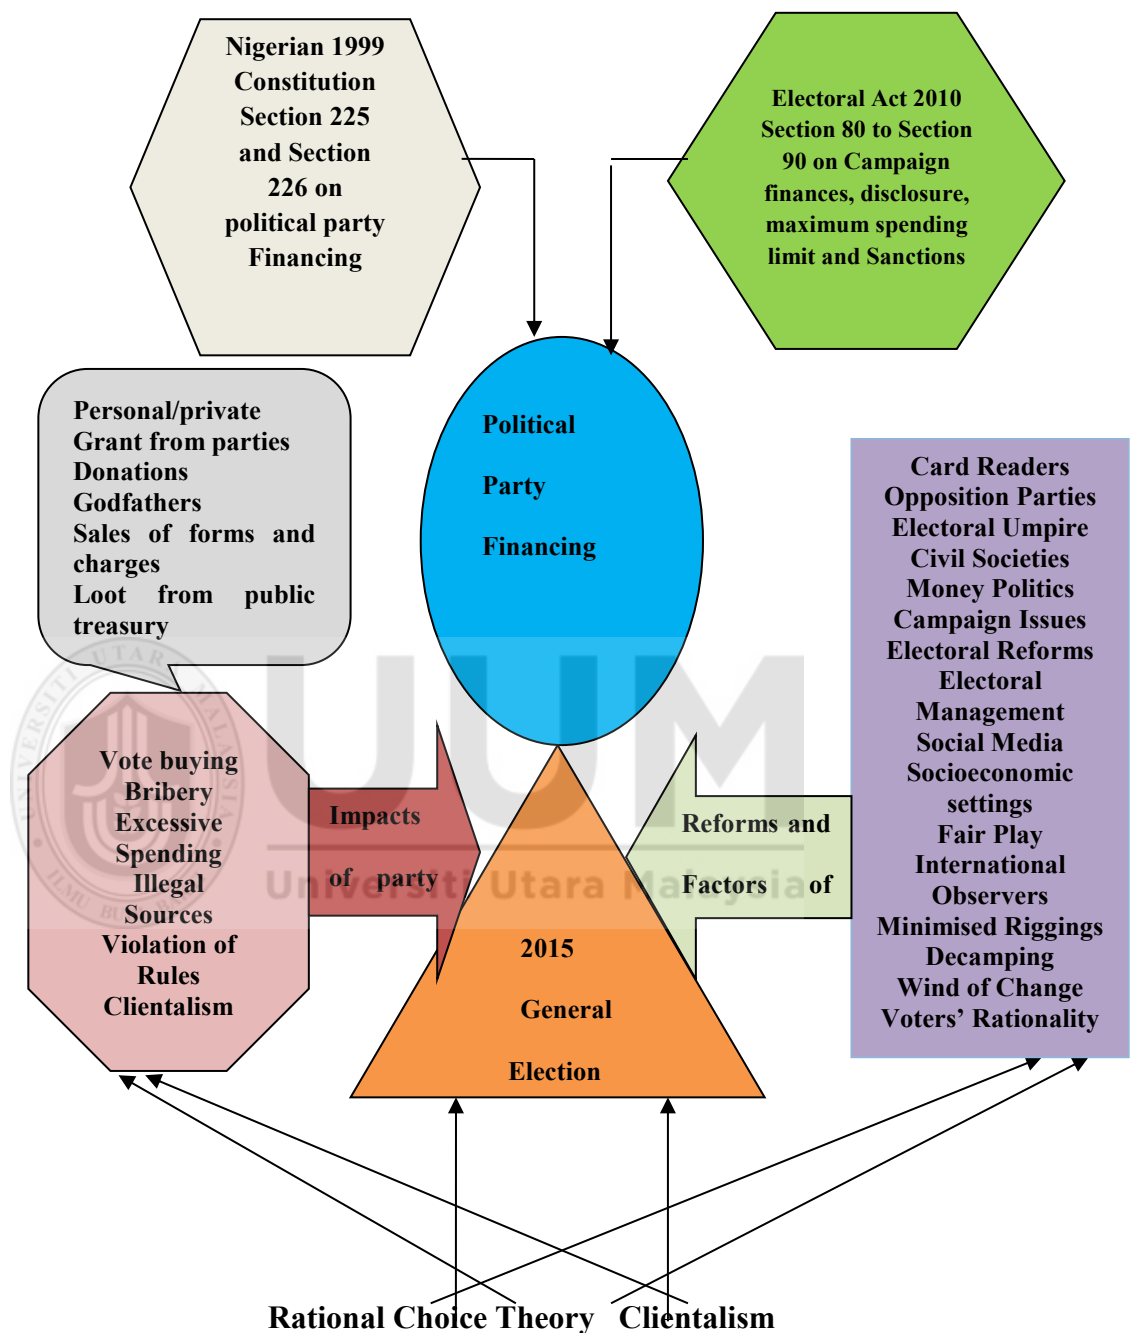 Nigerian 1999
Constitution
Section 225
and Section
226 on
political party
Financing
Electoral Act 2010
Section 80 to Section
90 on Campaign
finances, disclosure,
maximum spending
limit and Sanctions
Personal/private
Grant from parties
Donations
Godfathers
Sales of forms and
charges
Loot from public
treasury
Political
Party
Financing
Card Readers
Opposition Parties
Electoral Umpire
Civil Societies
Money Politics
Campaign Issues
Electoral Reforms
Electoral
Management
Social Media
Socioeconomic
settings
Fair Play
International
Observers
Minimised Riggings
Decamping
Wind of Change
Voters' Rationality
Vote buying
Bribery
Excessive
Spending
Illegal
Sources
Violation of
Rules
Clientalism
Impacts
of party
Reforms and
Factors of
2015
General
Election
UUM
Universiti Utara Malaysia
UNIVERSITI UTARA MALAYSIA
Rational Choice Theory Clientalism